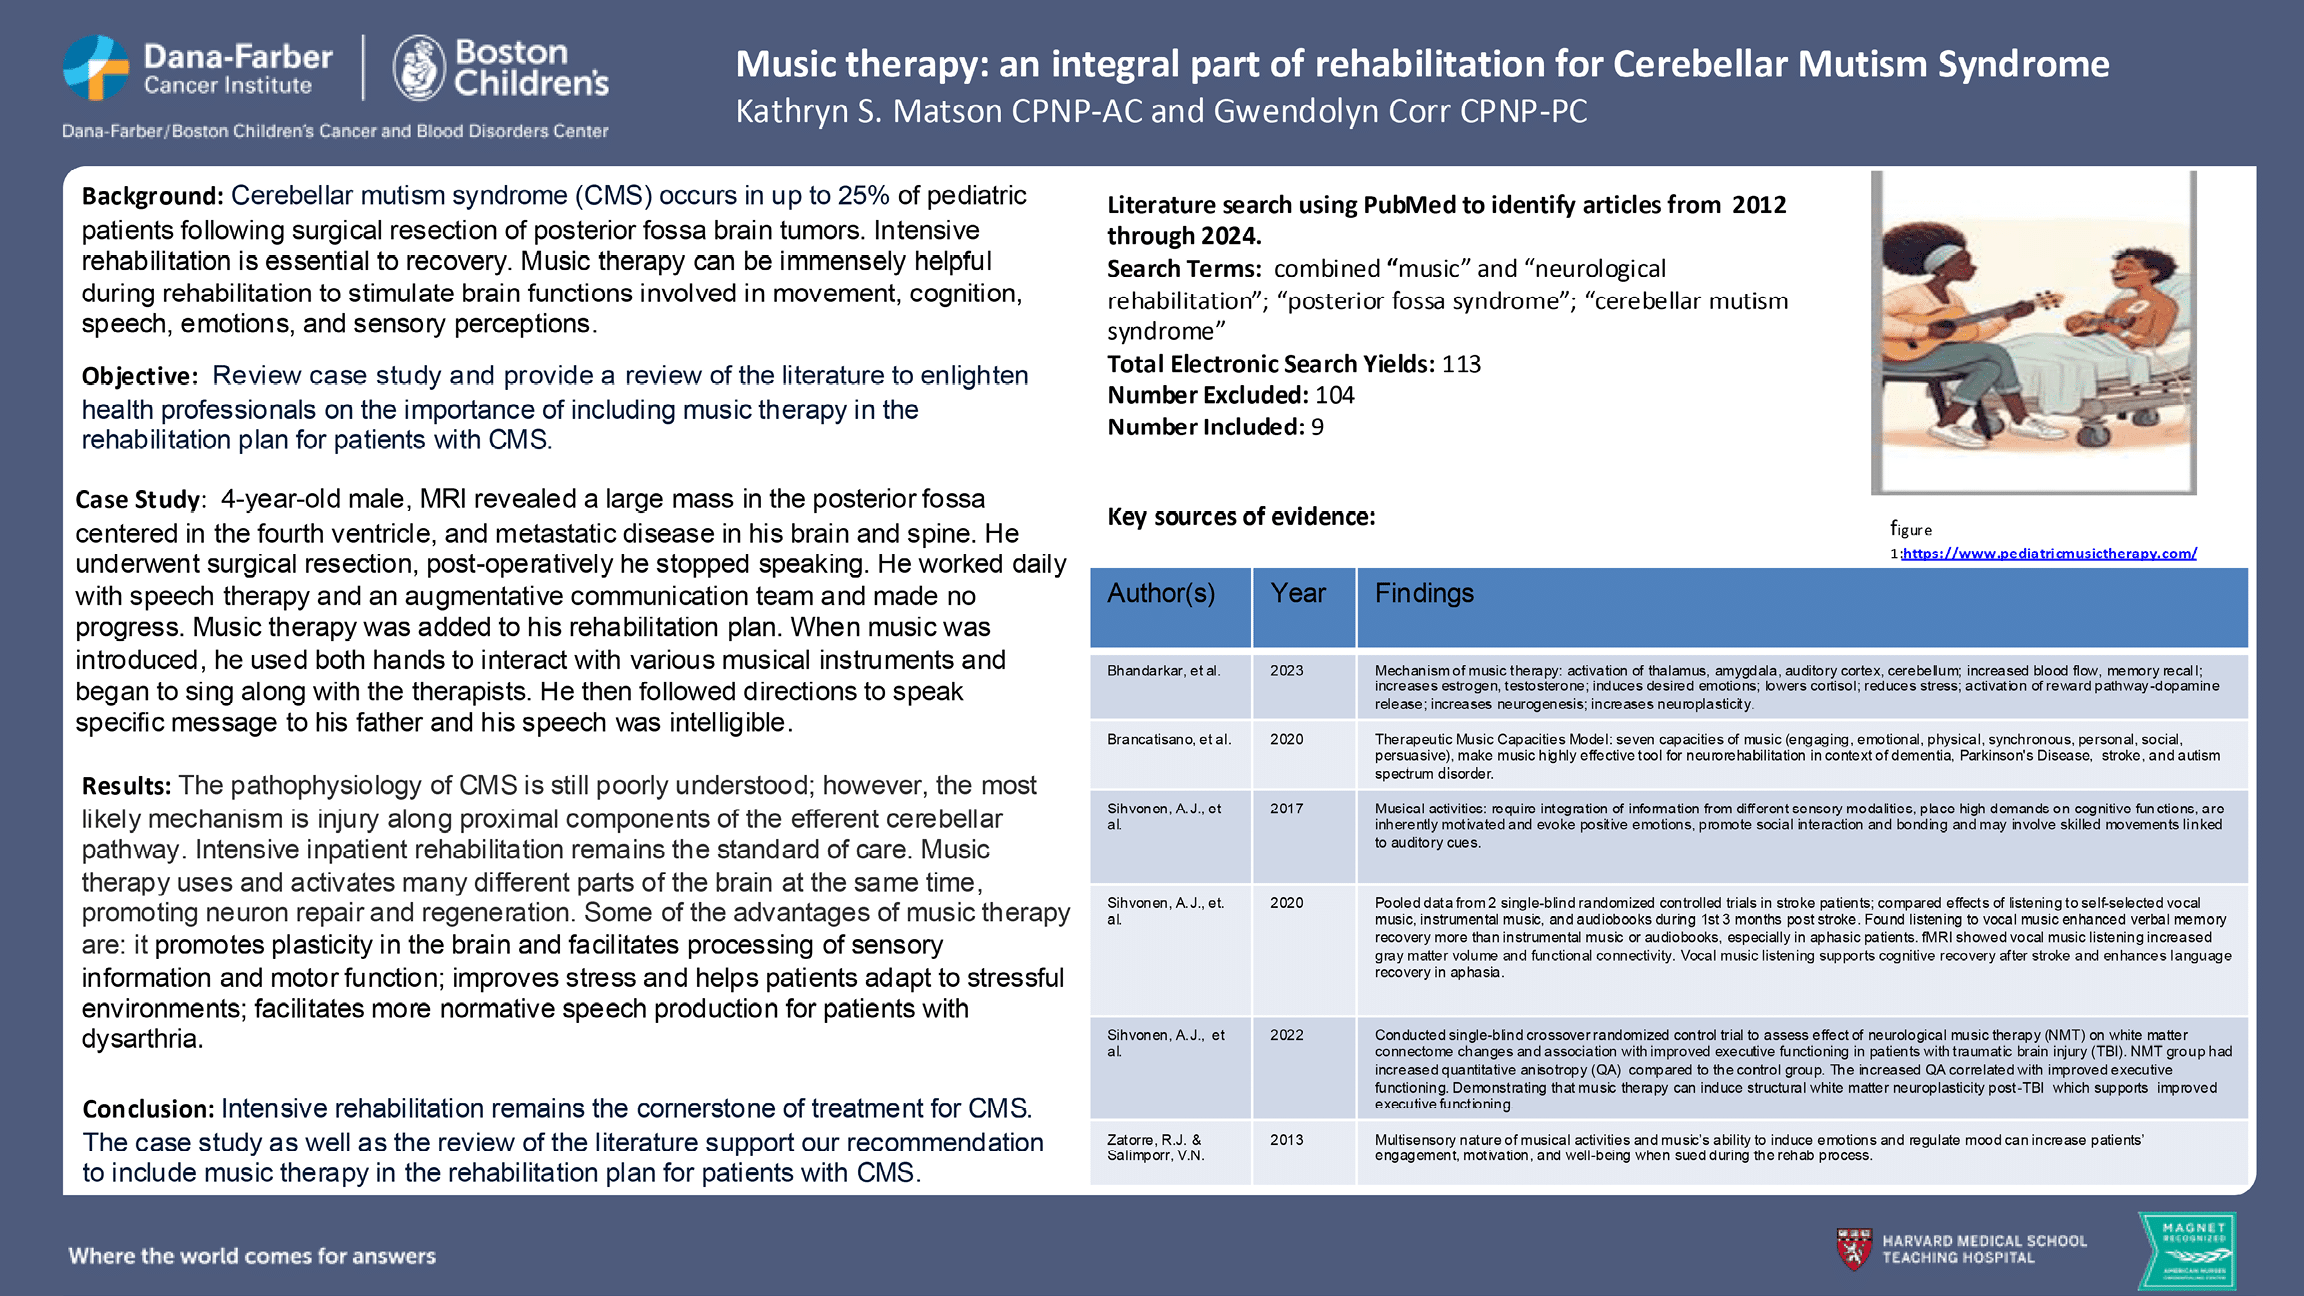 Dana-Farber
Cancer Institute
Boston
Children's
Dana-Farber/Boston Children's Cancer and Blood Disorders Center
Music therapy: an integral part of rehabilitation for Cerebellar Mutism Syndrome
Kathryn S. Matson CPNP-AC and Gwendolyn Corr CPNP-PC
Background: Cerebellar mutism syndrome (CMS) occurs in up to 25% of pediatric
patients following surgical resection of posterior fossa brain tumors. Intensive
rehabilitation is essential to recovery. Music therapy can be immensely helpful
during rehabilitation to stimulate brain functions involved in movement, cognition,
speech, emotions, and sensory perceptions.
Objective: Review case study and provide a review of the literature to enlighten
health professionals on the importance of including music therapy in the
rehabilitation plan for patients with CMS.
Case Study: 4-year-old male, MRI revealed a large mass in the posterior fossa
centered in the fourth ventricle, and metastatic disease in his brain and spine. He
underwent surgical resection, post-operatively he stopped speaking. He worked daily
with speech therapy and an augmentative communication team and made no
progress. Music therapy was added to his rehabilitation plan. When music was
introduced, he used both hands to interact with various musical instruments and
began to sing along with the therapists. He then followed directions to speak
specific message to his father and his speech was intelligible.
Results: The pathophysiology of CMS is still poorly understood; however, the most
likely mechanism is injury along proximal components of the efferent cerebellar
pathway. Intensive inpatient rehabilitation remains the standard of care. Music
therapy uses and activates many different parts of the brain at the same time,
promoting neuron repair and regeneration. Some of the advantages of music therapy
are: it promotes plasticity in the brain and facilitates processing of sensory
information and motor function; improves stress and helps patients adapt to stressful
environments; facilitates more normative speech production for patients with
dysarthria.
Conclusion: Intensive rehabilitation remains the cornerstone of treatment for CMS.
The case study as well as the review of the literature support our recommendation
to include music therapy in the rehabilitation plan for patients with CMS.
Literature search using PubMed to identify articles from 2012
through 2024.
Search Terms: combined “music” and “neurological
rehabilitation”; “posterior fossa syndrome”; “cerebellar mutism
syndrome”
Total Electronic Search Yields: 113
Number Excluded: 104
Number Included: 9
figure
1:https://www.pediatricmusictherapy.com/
Key sources of evidence:
Author(s) Year Findings
Bhandarkar, et al. 2023 Mechanism of music therapy: activation of thalamus, amygdala, auditory cortex, cerebellum; increased blood flow, memory recall;
increases estrogen, testosterone; induces desired emotions; lowers cortisol; reduces stress; activation of reward pathway-dopamine
release; increases neurogenesis; increases neuroplasticity.
Brancatisano, et al. 2020 Therapeutic Music Capacities Model: seven capacities of music (engaging, emotional, physical, synchronous, personal, social,
persuasive), make music highly effective tool for neurorehabilitation in context of dementia, Parkinson's Disease, stroke, and autism
spectrum disorder.
Sihvonen, A.J., et 2017 Musical activities: require integration of information from different sensory modalities, place high demands on cognitive functions, are
al. inherently motivated and evoke positive emotions, promote social interaction and bonding and may involve skilled movements linked
to auditory cues.
Sihvonen, A.J., et. 2020 Pooled data from 2 single-blind randomized controlled trials in stroke patients; compared effects of listening to self-selected vocal
al. music, instrumental music, and audiobooks during 1st 3 months post stroke. Found listening to vocal music enhanced verbal memory
recovery more than instrumental music or audiobooks, especially in aphasic patients. fMRI showed vocal music listening increased
gray matter volume and functional connectivity. Vocal music listening supports cognitive recovery after stroke and enhances language
recovery in aphasia.
Sihvonen, A.J., et 2022 Conducted single-blind crossover randomized control trial to assess effect of neurological music therapy (NMT) on white matter
al. connectome changes and association with improved executive functioning in patients with traumatic brain injury (TBI). NMT group had
increased quantitative anisotropy (QA) compared to the control group. The increased QA correlated with improved executive
functioning. Demonstrating that music therapy can induce structural white matter neuroplasticity post-TBI which supports improved
executive functioning.
Zatorre, R.J. & 2013 Multisensory nature of musical activities and music's ability to induce emotions and regulate mood can increase patients'
Salimporr, V.N. engagement, motivation, and well-being when sued during the rehab process.
Where the world comes for answers
HARVARD MEDICAL SCHOOL
TEACHING HOSPITAL
MAGNET
RECOGNIZED
AMERICAN NURSES
CREDENTIALING CENTER